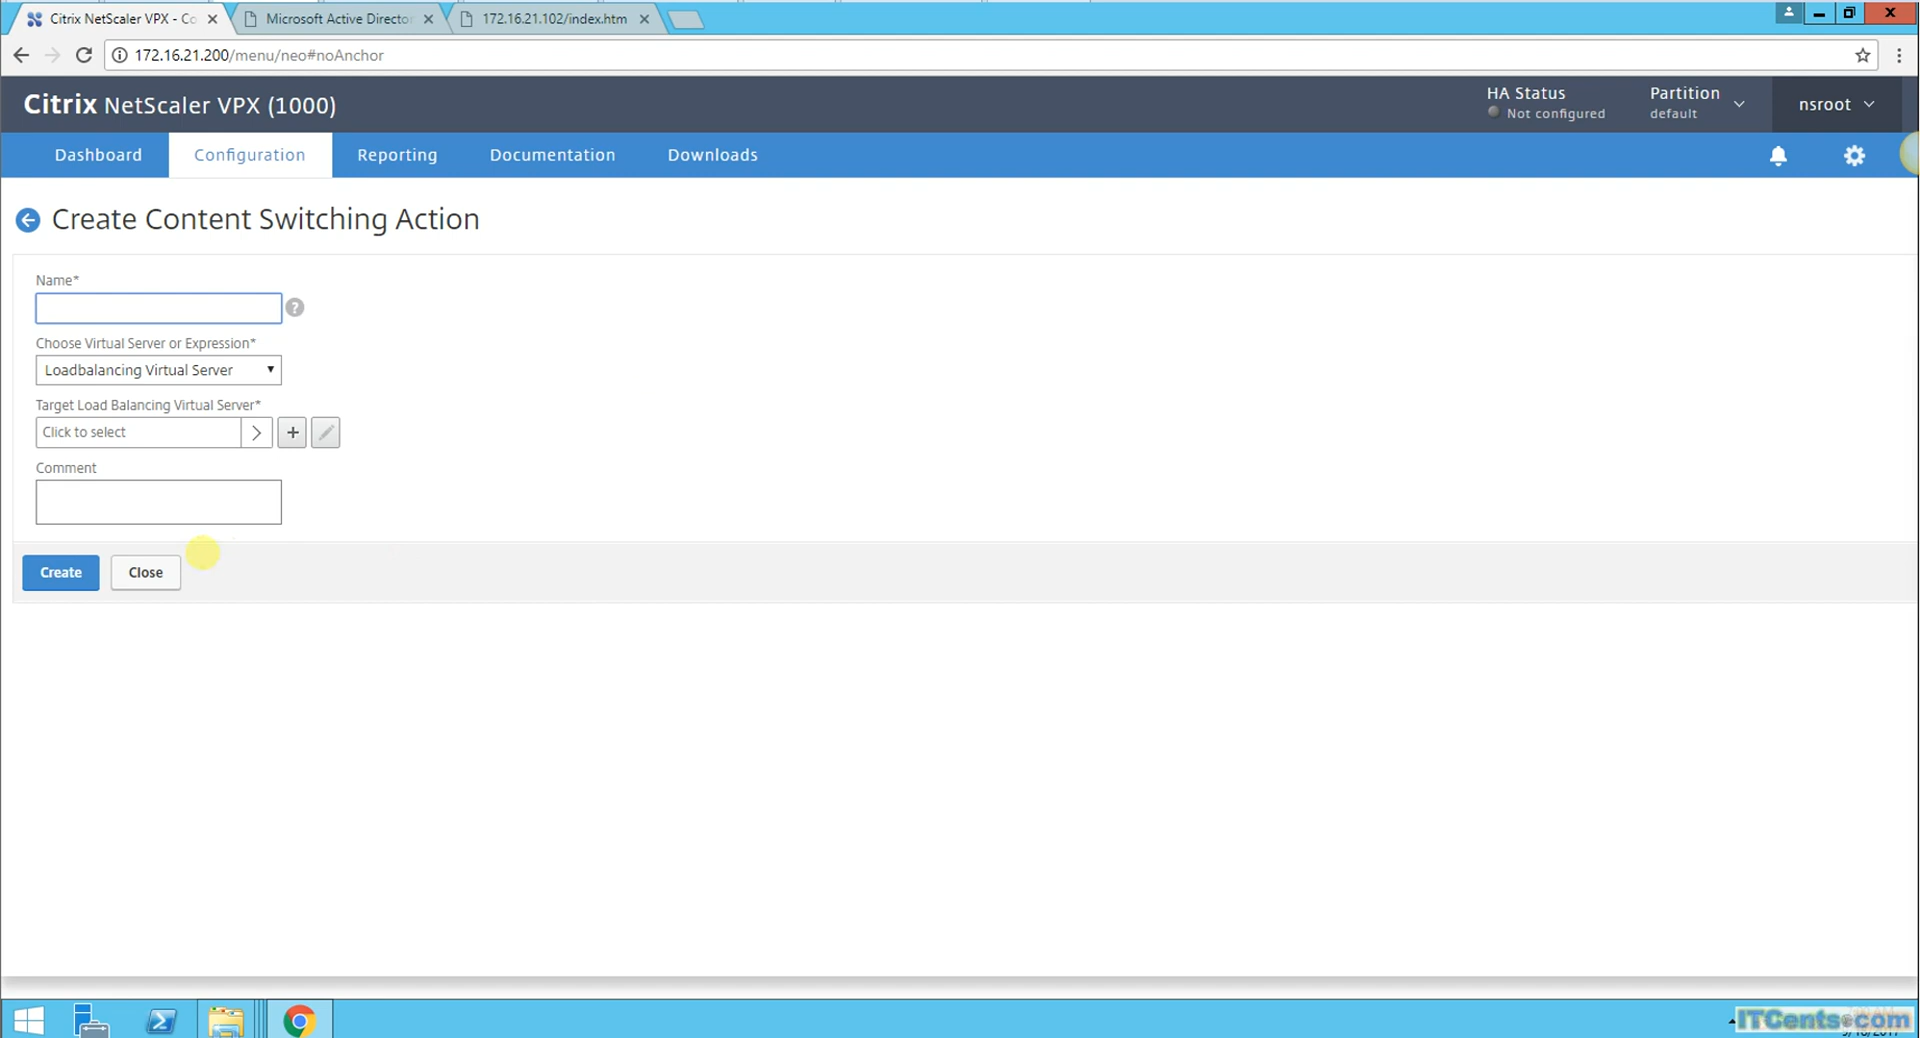 Citrix NetScaler VPX - Co
Microsoft Active Director
172.16.21.102/index.htm
172.16.21.200/menu/neo#noAnchor
Citrix NetScaler VPX (1000)
HA Status
Not configured
Partition
default
nsroot
Dashboard
Configuration
Reporting
Documentation
Downloads
Create Content Switching Action
Name*
?
Choose Virtual Server or Expression*
Loadbalancing Virtual Server
Target Load Balancing Virtual Server*
Click to select
Comment
Create
Close
ITCents.com